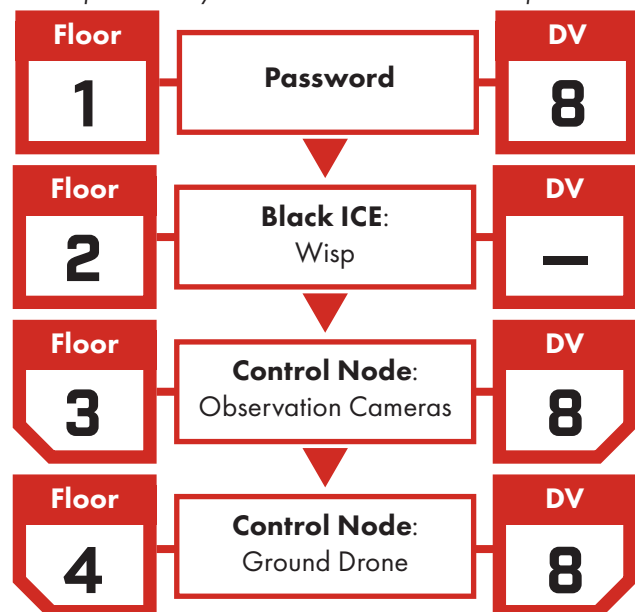 Floor
DV
1
Password
8
Floor
DV
2
Black ICE:
Wisp
—
Floor
DV
3
Control Node:
Observation Cameras
8
Floor
DV
4
Control Node:
Ground Drone
8